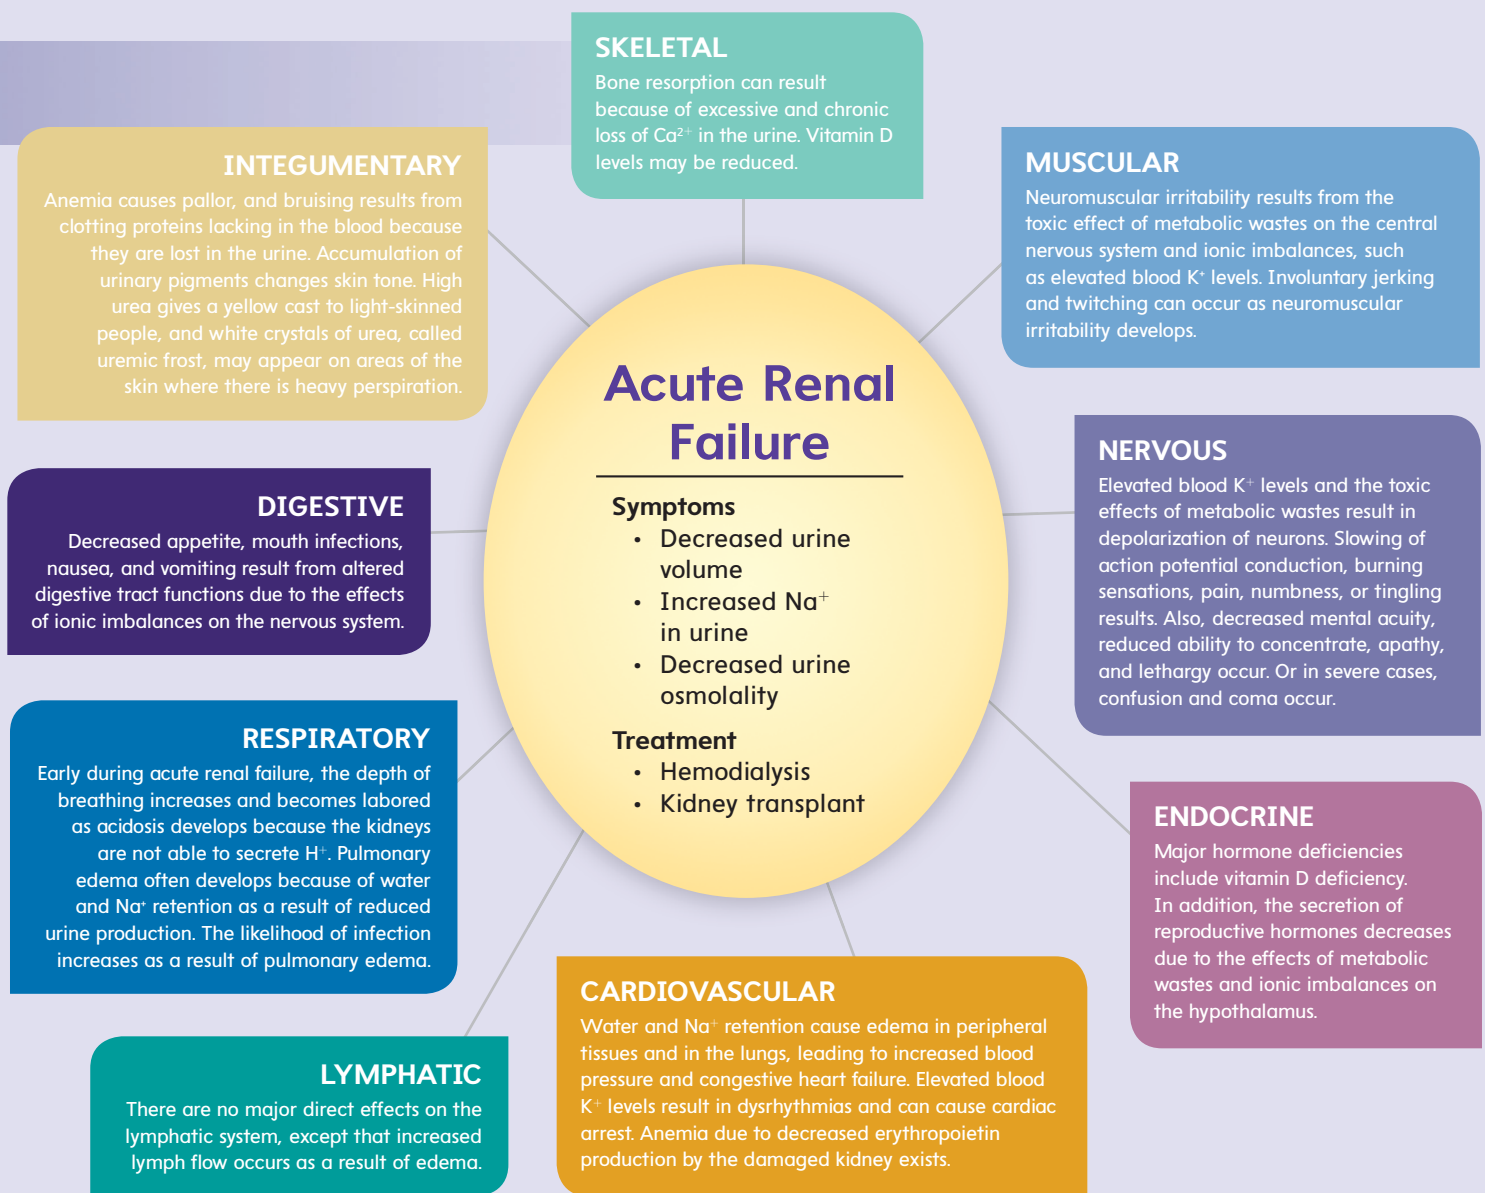 SKELETAL
Bone resorption can result
because of excessive and chronic
loss of Ca²⁺ in the urine. Vitamin D
levels may be reduced.
INTEGUMENTARY
Anemia causes pallor, and bruising results from
clotting proteins lacking in the blood because
they are lost in the urine. Accumulation of
urinary pigments changes skin tone. High
urea gives a yellow cast to light-skinned
people, and white crystals of urea, called
uremic frost, may appear on areas of the
skin where there is heavy perspiration.
MUSCULAR
Neuromuscular irritability results from the
toxic effect of metabolic wastes on the central
nervous system and ionic imbalances, such
as elevated blood K⁺ levels. Involuntary jerking
and twitching can occur as neuromuscular
irritability develops.
Acute Renal
Failure
Symptoms
• Decreased urine
volume
• Increased Na⁺
in urine
• Decreased urine
osmolality
Treatment
• Hemodialysis
• Kidney transplant
DIGESTIVE
Decreased appetite, mouth infections,
nausea, and vomiting result from altered
digestive tract functions due to the effects
of ionic imbalances on the nervous system.
NERVOUS
Elevated blood K⁺ levels and the toxic
effects of metabolic wastes result in
depolarization of neurons. Slowing of
action potential conduction, burning
sensations, pain, numbness, or tingling
results. Also, decreased mental acuity,
reduced ability to concentrate, apathy,
and lethargy occur. Or in severe cases,
confusion and coma occur.
RESPIRATORY
Early during acute renal failure, the depth of
breathing increases and becomes labored
as acidosis develops because the kidneys
are not able to secrete H⁺. Pulmonary
edema often develops because of water
and Na⁺ retention as a result of reduced
urine production. The likelihood of infection
increases as a result of pulmonary edema.
ENDOCRINE
Major hormone deficiencies
include vitamin D deficiency.
In addition, the secretion of
reproductive hormones decreases
due to the effects of metabolic
wastes and ionic imbalances on
the hypothalamus.
LYMPHATIC
There are no major direct effects on the
lymphatic system, except that increased
lymph flow occurs as a result of edema.
CARDIOVASCULAR
Water and Na⁺ retention cause edema in peripheral
tissues and in the lungs, leading to increased blood
pressure and congestive heart failure. Elevated blood
K⁺ levels result in dysrhythmias and can cause cardiac
arrest. Anemia due to decreased erythropoietin
production by the damaged kidney exists.